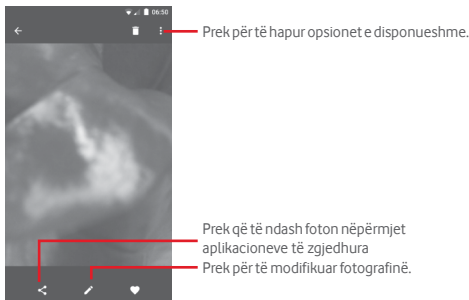 06:50
Prek për të hapur opsionet e disponueshme.
Prek që të ndash foton nëpërmjet
aplikacioneve të zgjedhura
Prek për të modifikuar fotografinë.